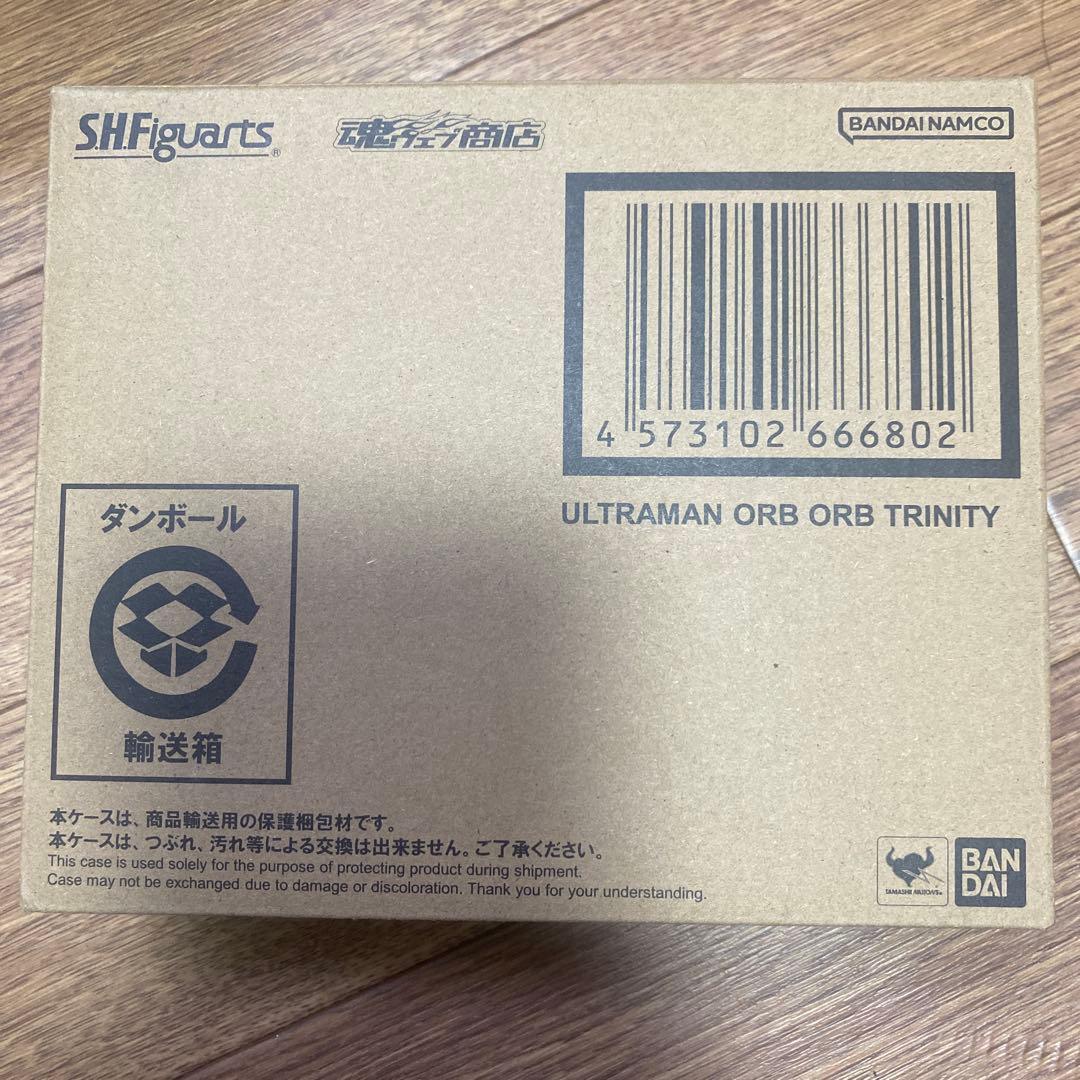 S.H.Figuarts®
魂ウェブ商店
BANDAI NAMCO
4 573102 666802
ULTRAMAN ORB ORB TRINITY
ダンボール
輸送箱
本ケースは、商品輸送用の保護梱包材です。
本ケースは、つぶれ、汚れ等による交換は出来ません。ご了承ください。
This case is used solely for the purpose of protecting product during shipment.
Case may not be exchanged due to damage or discoloration. Thank you for your understanding.
TAMASHII NATIONS
BAN
DAI